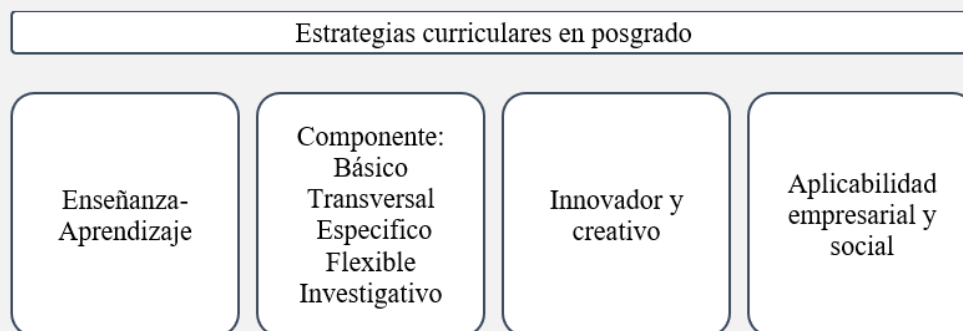 Estrategias curriculares en posgrado
Enseñanza-
Aprendizaje
Componente:
Básico
Transversal
Especifico
Flexible
Investigativo
Innovador y
creativo
Aplicabilidad
empresarial y
social